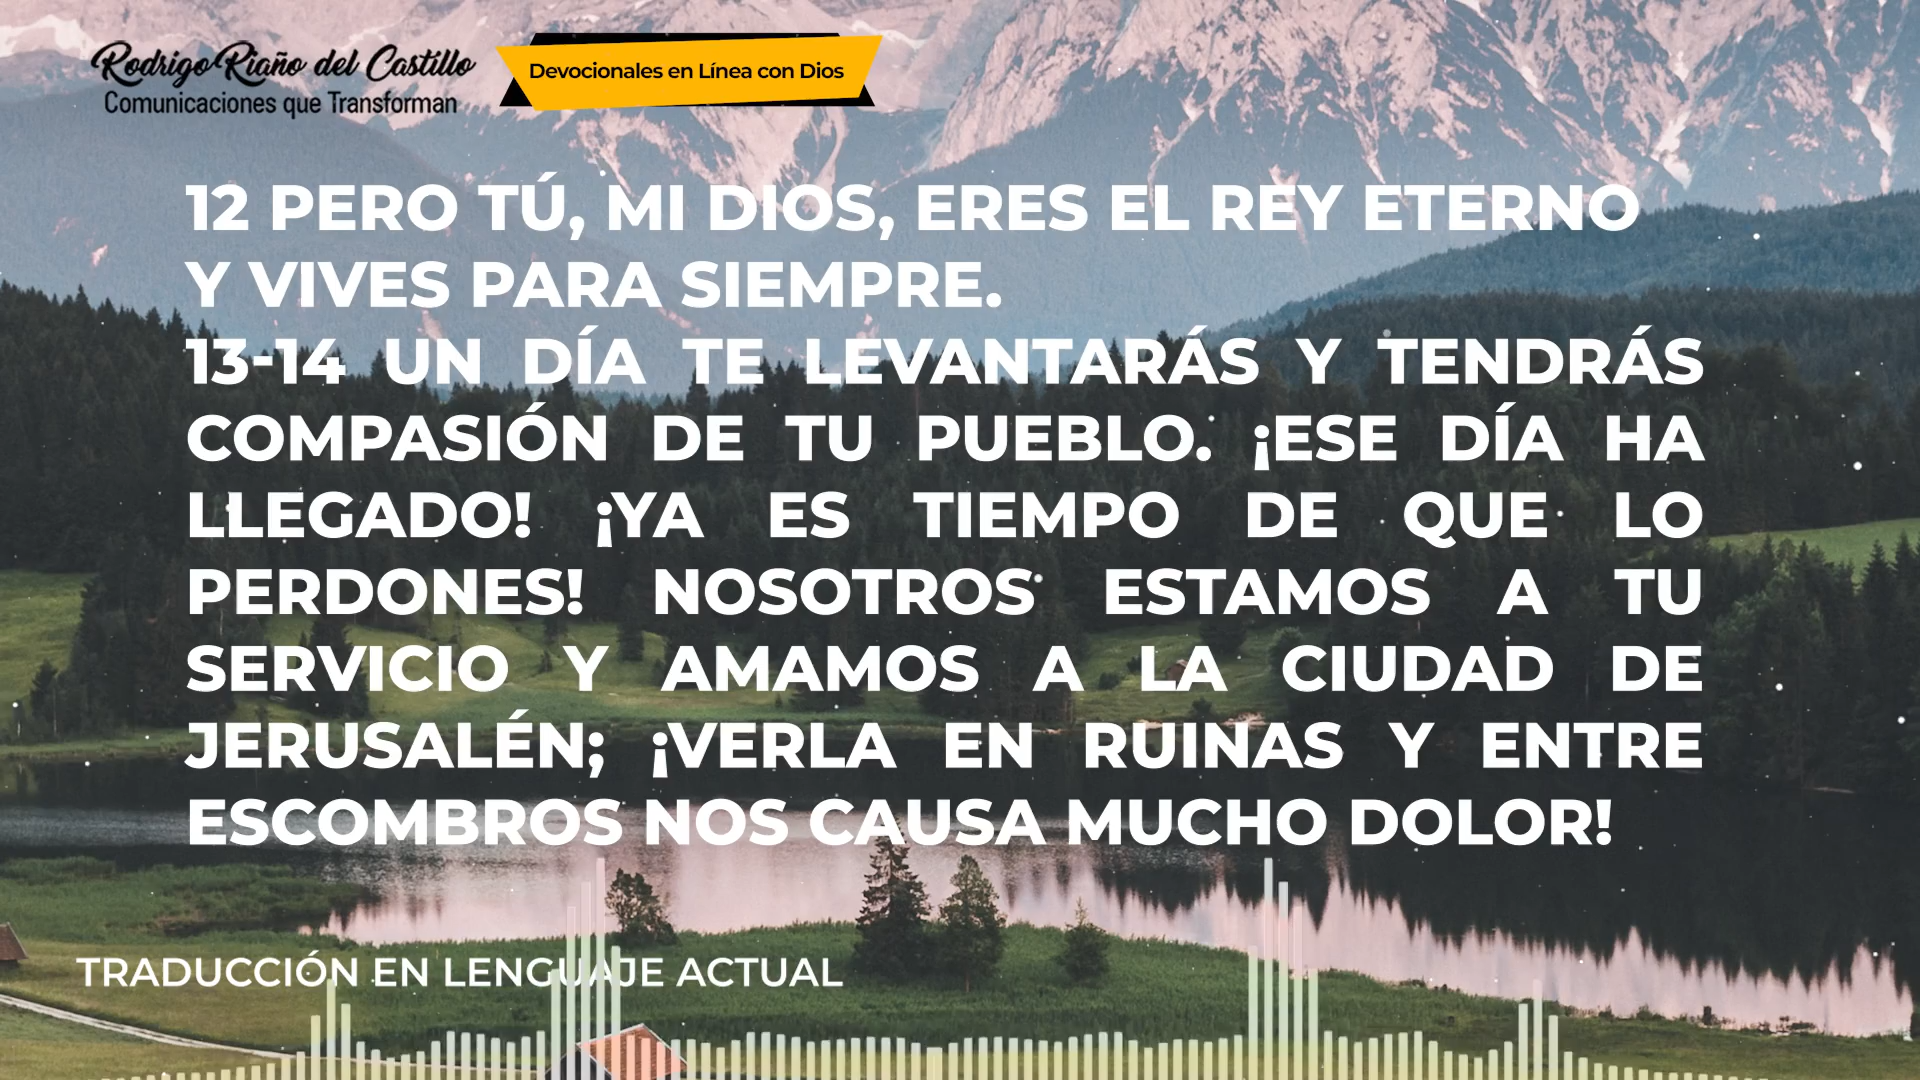 Rodrigo Riaño del Castillo
Comunicaciones que Transforman
Devocionales en Línea con Dios
12 PERO TÚ, MI DIOS, ERES EL REY ETERNO
Y VIVES PARA SIEMPRE.
13-14 UN DÍA TE LEVANTARÁS Y TENDRÁS
COMPASIÓN DE TU PUEBLO. ¡ESE DÍA HA
LLEGADO! ¡YA ES TIEMPO DE QUE LO
PERDONES! NOSOTROS ESTAMOS A TU
SERVICIO Y AMAMOS A LA CIUDAD DE
JERUSALÉN; ¡VERLA EN RUINAS Y ENTRE
ESCOMBROS NOS CAUSA MUCHO DOLOR!
TRADUCCIÓN EN LENGUAJE ACTUAL